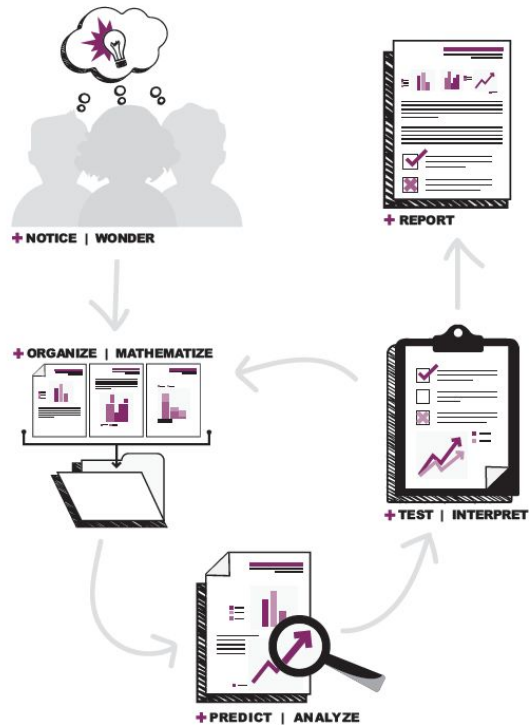 + NOTICE | WONDER
+ REPORT
+ ORGANIZE | MATHEMATIZE
+ TEST | INTERPRET
+ PREDICT | ANALYZE